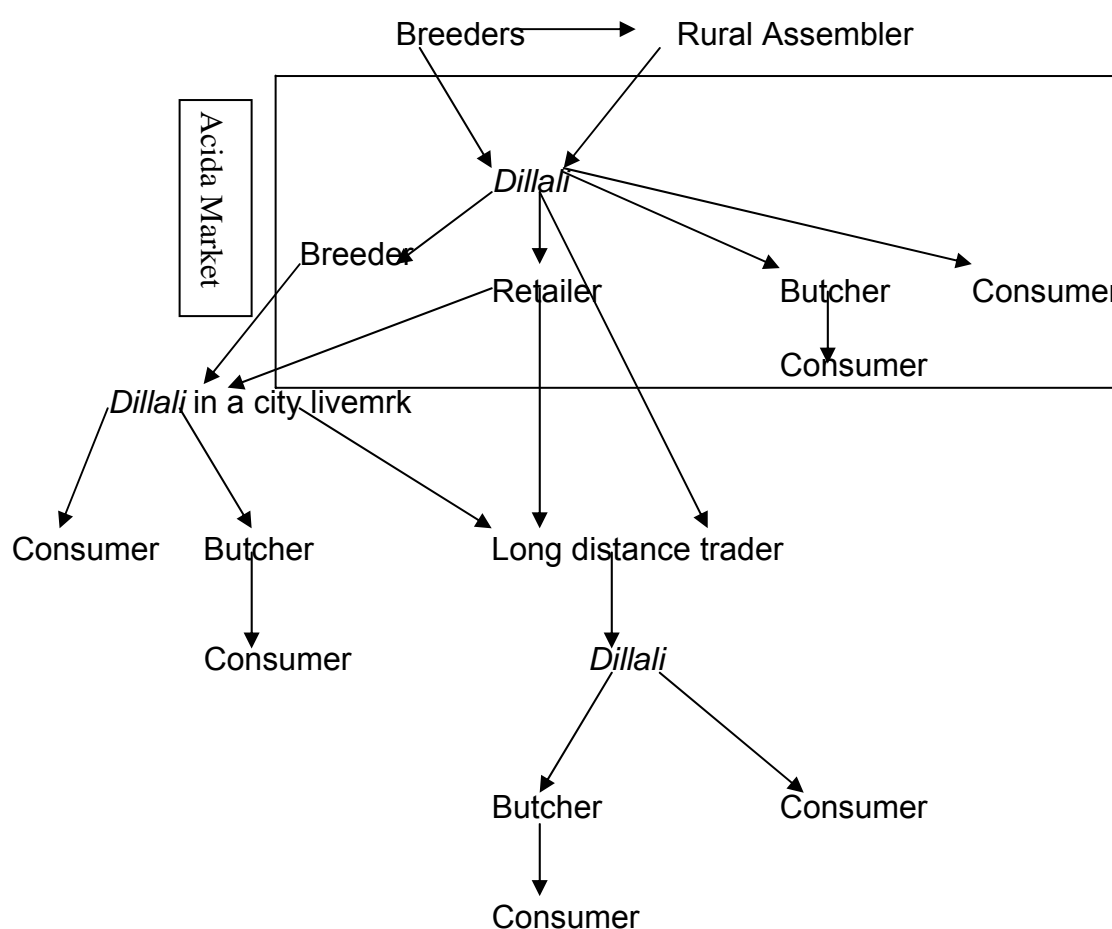 Breeders Rural Assembler
Acida Market
Dillali
Breeder
Retailer Butcher Consumer
Consumer
Dillali in a city livemrk
Consumer Butcher Long distance trader
Consumer Dillali
Butcher Consumer
Consumer